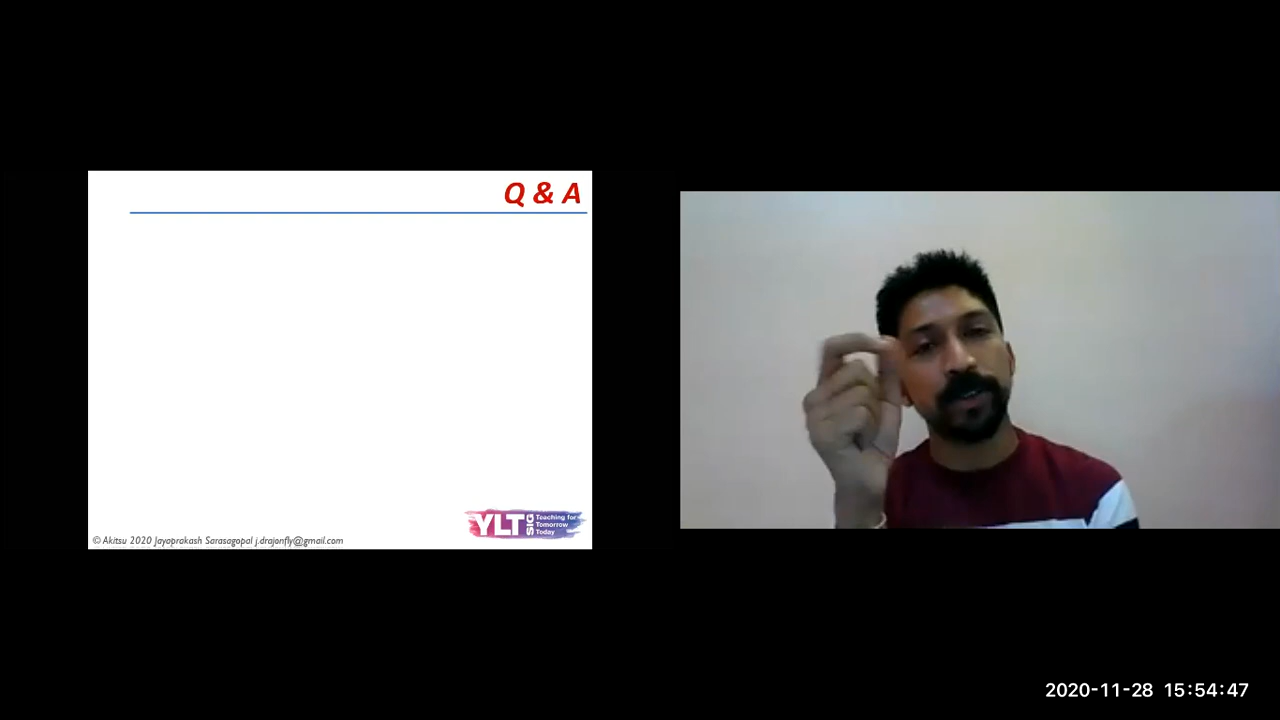 Q & A
YLT
SIG
Teaching for
Tomorrow
Today
© Akitsu 2020 Jayaprakash Sarasagopal j.drajonfly@gmail.com
2020-11-28 15:54:47